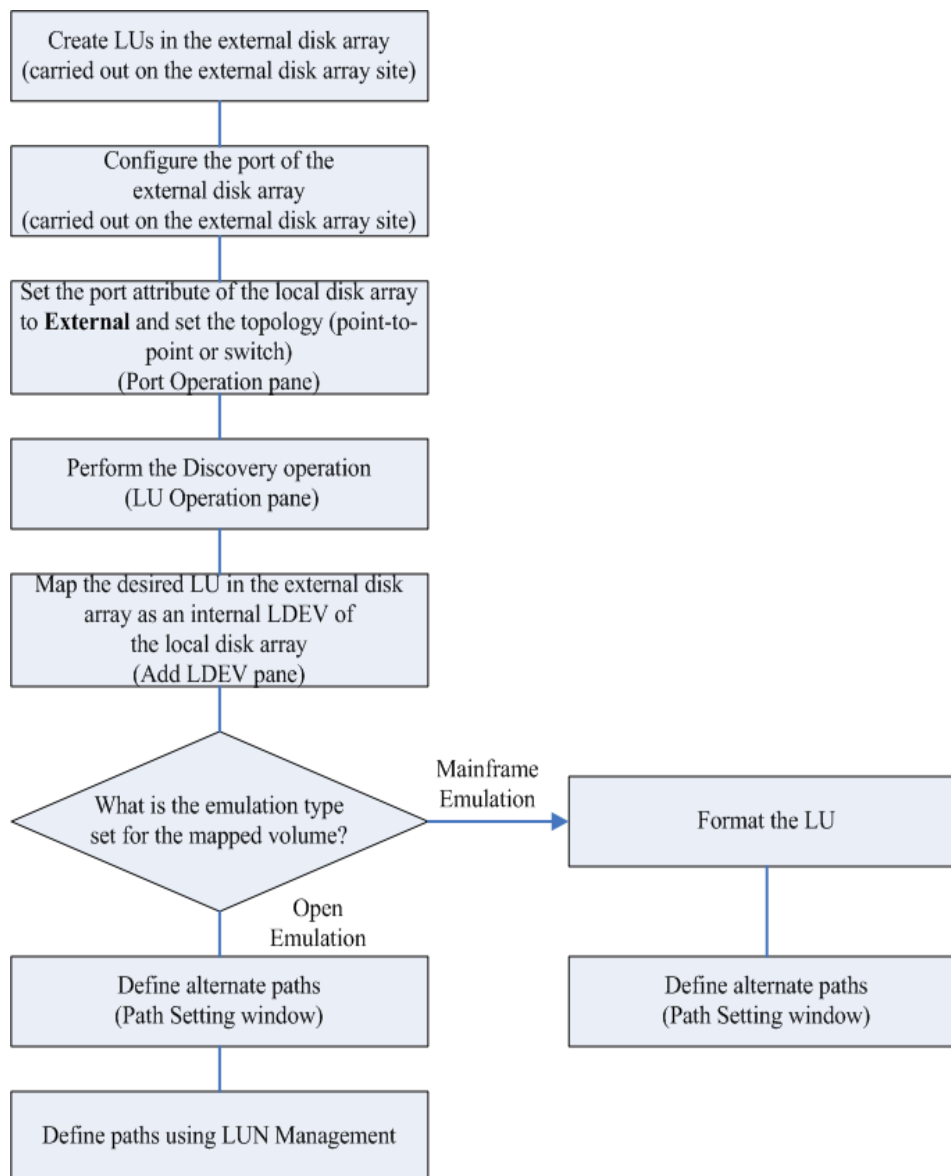 Create LUs in the external disk array
(carried out on the external disk array site)
Configure the port of the
external disk array
(carried out on the external disk array site)
Set the port attribute of the local disk array
to External and set the topology (point-to-
point or switch)
(Port Operation pane)
Perform the Discovery operation
(LU Operation pane)
Map the desired LU in the external disk
array as an internal LDEV of
the local disk array
(Add LDEV pane)
What is the emulation type
set for the mapped volume?
Mainframe
Emulation
Format the LU
Open
Emulation
Define alternate paths
(Path Setting window)
Define alternate paths
(Path Setting window)
Define paths using LUN Management